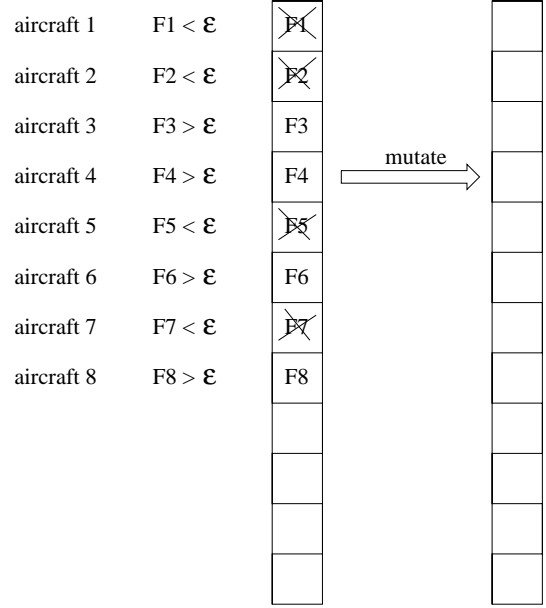 aircraft 1 F1 < ε F1
aircraft 2 F2 < ε F2
aircraft 3 F3 > ε F3
mutate
aircraft 4 F4 > ε F4
aircraft 5 F5 < ε F5
aircraft 6 F6 > ε F6
aircraft 7 F7 < ε F7
aircraft 8 F8 > ε F8